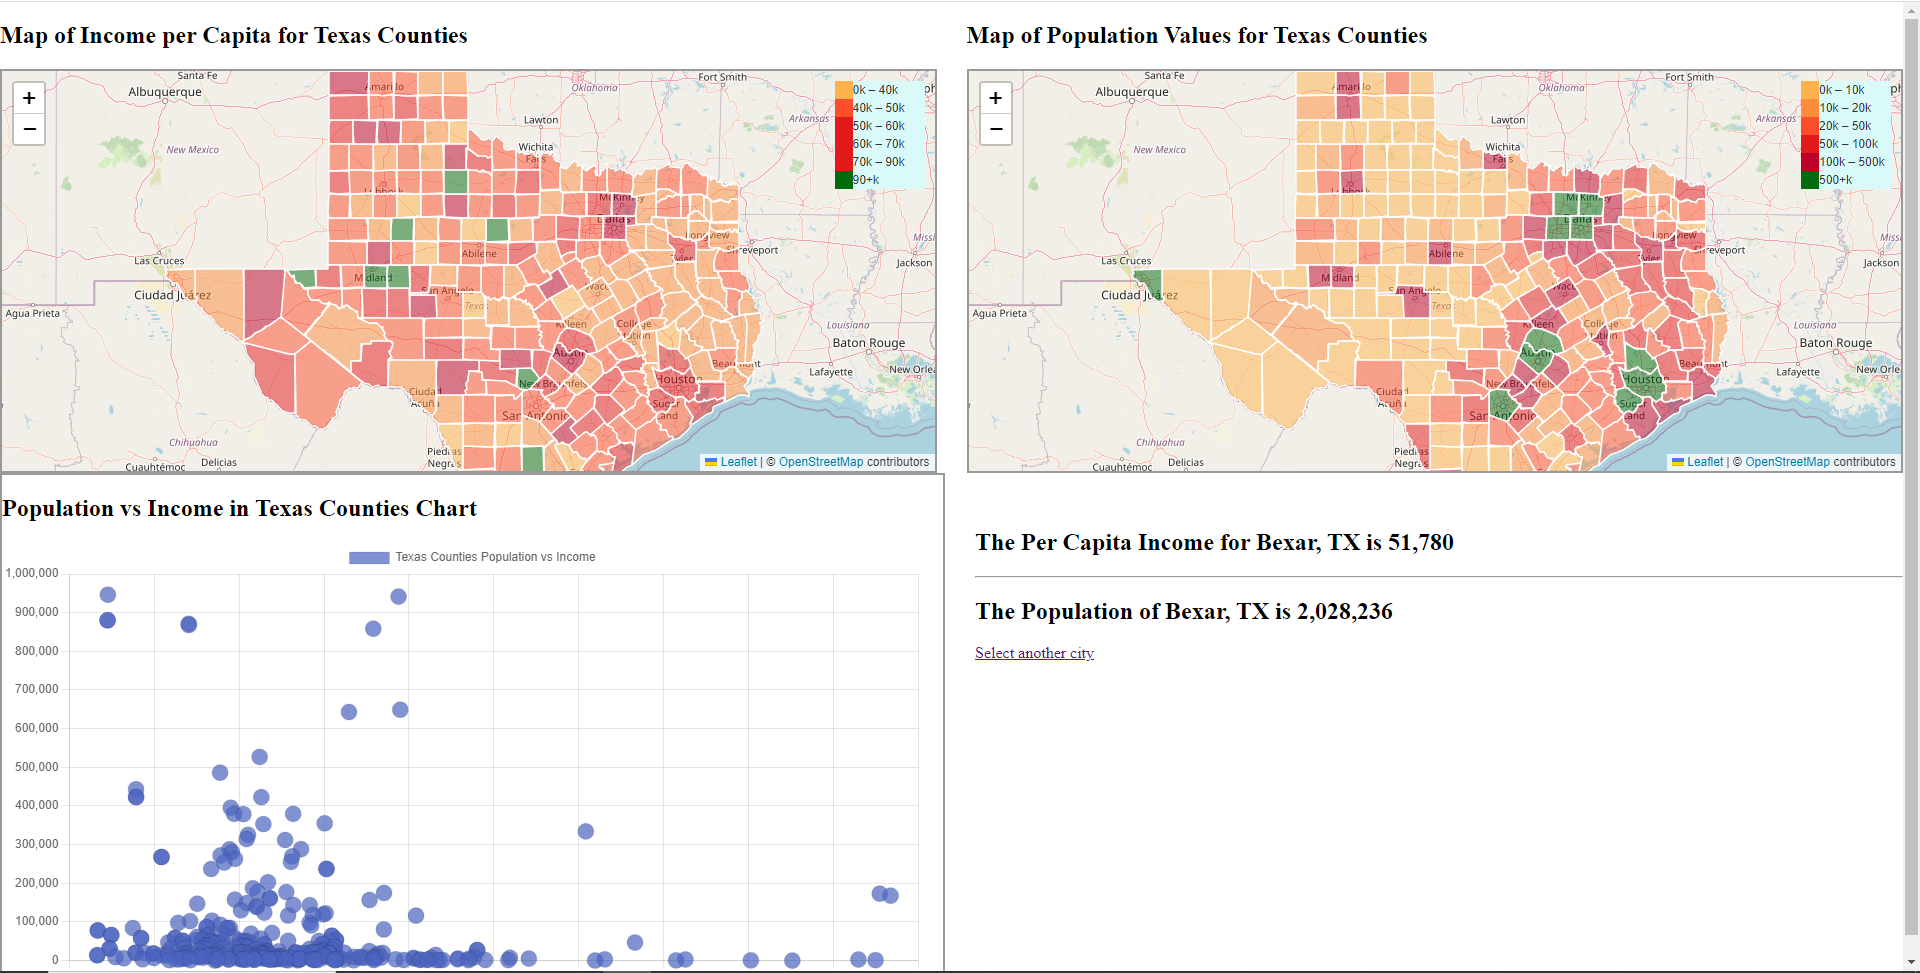 Map of Income per Capita for Texas Counties
Map of Population Values for Texas Counties
+
−
Santa Fe
Albuquerque
New Mexico
Las Cruces
Ciudad Juárez
Agua Prieta
Chihuahua
Cuauhtémoc
Delicias
Amarillo
Oklahoma
Fort Smith
Arkansas
Lawton
Wichita
Falls
Lubbock
McKinney
Dallas
Longview
Shreveport
Tyler
Abilene
Midland
San Angelo
Texas
Waco
Killeen
College
Station
Austin
Houston
Sugar
Land
Beaumont
New Braunfels
San Antonio
Ciudad
Acuña
Piedras
Negras
Jackson
Louisiana
Baton Rouge
Lafayette
New Orlea
Missi
0k – 40k
40k – 50k
50k – 60k
60k – 70k
70k – 90k
90+k
Leaflet | © OpenStreetMap contributors
+
−
Santa Fe
Albuquerque
New Mexico
Las Cruces
Ciudad Juárez
Agua Prieta
Chihuahua
Cuauhtémoc
Delicias
Amarillo
Oklahoma
Fort Smith
Arkansas
Lawton
Wichita
Falls
Lubbock
McKinney
Dallas
Longview
Shreveport
Tyler
Abilene
Midland
San Angelo
Texas
Waco
Killeen
College
Station
Austin
Houston
Sugar
Land
Beaumont
New Braunfels
San Antonio
Ciudad
Acuña
Piedras
Negras
Jackson
Louisiana
Baton Rouge
Lafayette
New Orlea
Missi
0k – 10k
10k – 20k
20k – 50k
50k – 100k
100k – 500k
500+k
Leaflet | © OpenStreetMap contributors
Population vs Income in Texas Counties Chart
Texas Counties Population vs Income
1,000,000
900,000
800,000
700,000
600,000
500,000
400,000
300,000
200,000
100,000
0
The Per Capita Income for Bexar, TX is 51,780
The Population of Bexar, TX is 2,028,236
Select another city